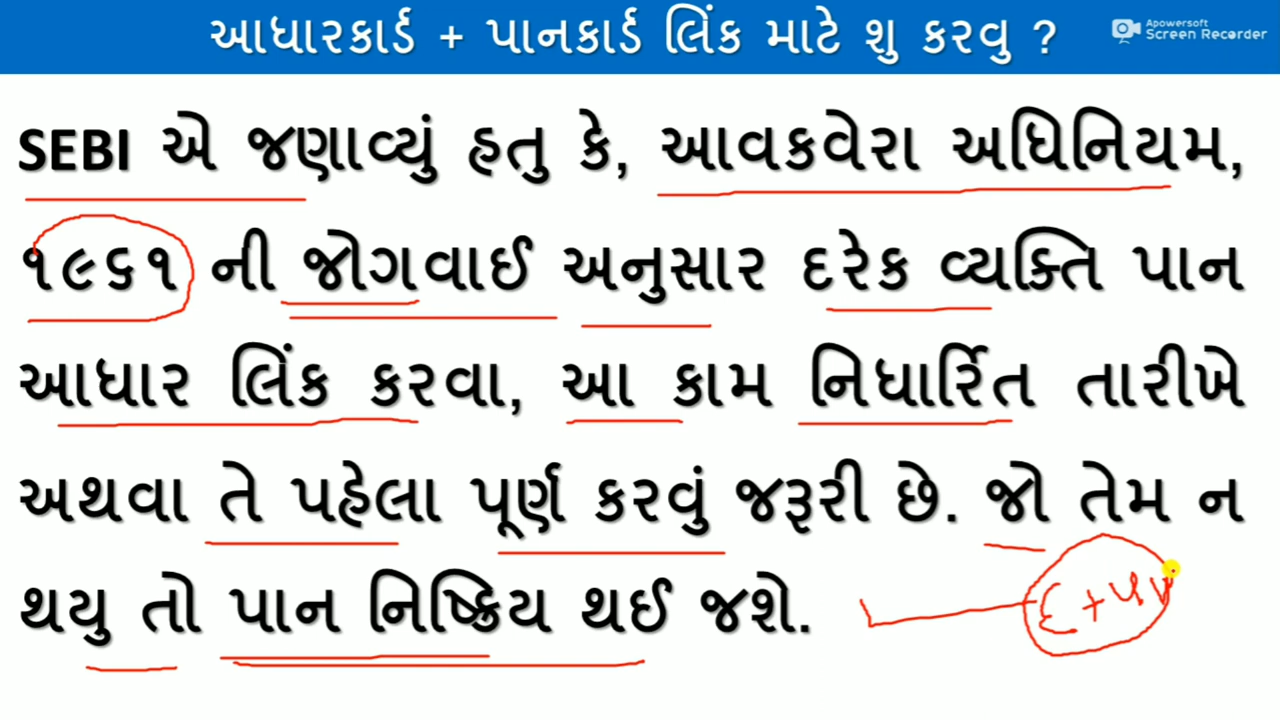 આધારકાર્ડ + પાનકાર્ડ લિંક માટે શુ કરવુ ?
Apowersoft
Screen Recorder
SEBI એ જણાવ્યું હતુ કે, આવકવેરા અધિનિયમ,
૧૯૬૧ ની જોગવાઈ અનુસાર દરેક વ્યક્તિ પાન
આધાર લિંક કરવા, આ કામ નિધાર્રિત તારીખે
અથવા તે પહેલા પૂર્ણ કરવું જરૂરી છે. જો તેમ ન
થયુ તો પાન નિષ્ક્રિય થઈ જશે.